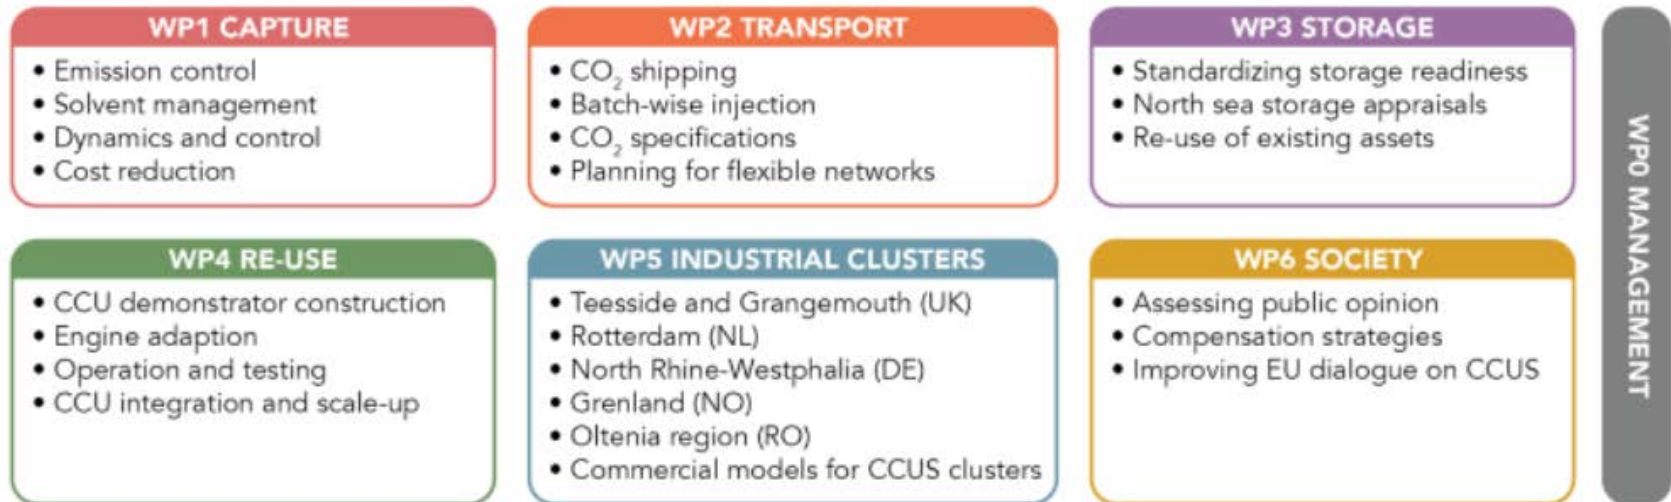 WP1 CAPTURE
• Emission control
• Solvent management
• Dynamics and control
• Cost reduction
WP2 TRANSPORT
• CO₂ shipping
• Batch-wise injection
• CO₂ specifications
• Planning for flexible networks
WP3 STORAGE
• Standardizing storage readiness
• North sea storage appraisals
• Re-use of existing assets
WP4 RE-USE
• CCU demonstrator construction
• Engine adaption
• Operation and testing
• CCU integration and scale-up
WP5 INDUSTRIAL CLUSTERS
• Teesside and Grangemouth (UK)
• Rotterdam (NL)
• North Rhine-Westphalia (DE)
• Grenland (NO)
• Oltenia region (RO)
• Commercial models for CCUS clusters
WP6 SOCIETY
• Assessing public opinion
• Compensation strategies
• Improving EU dialogue on CCUS
WP0 MANAGEMENT